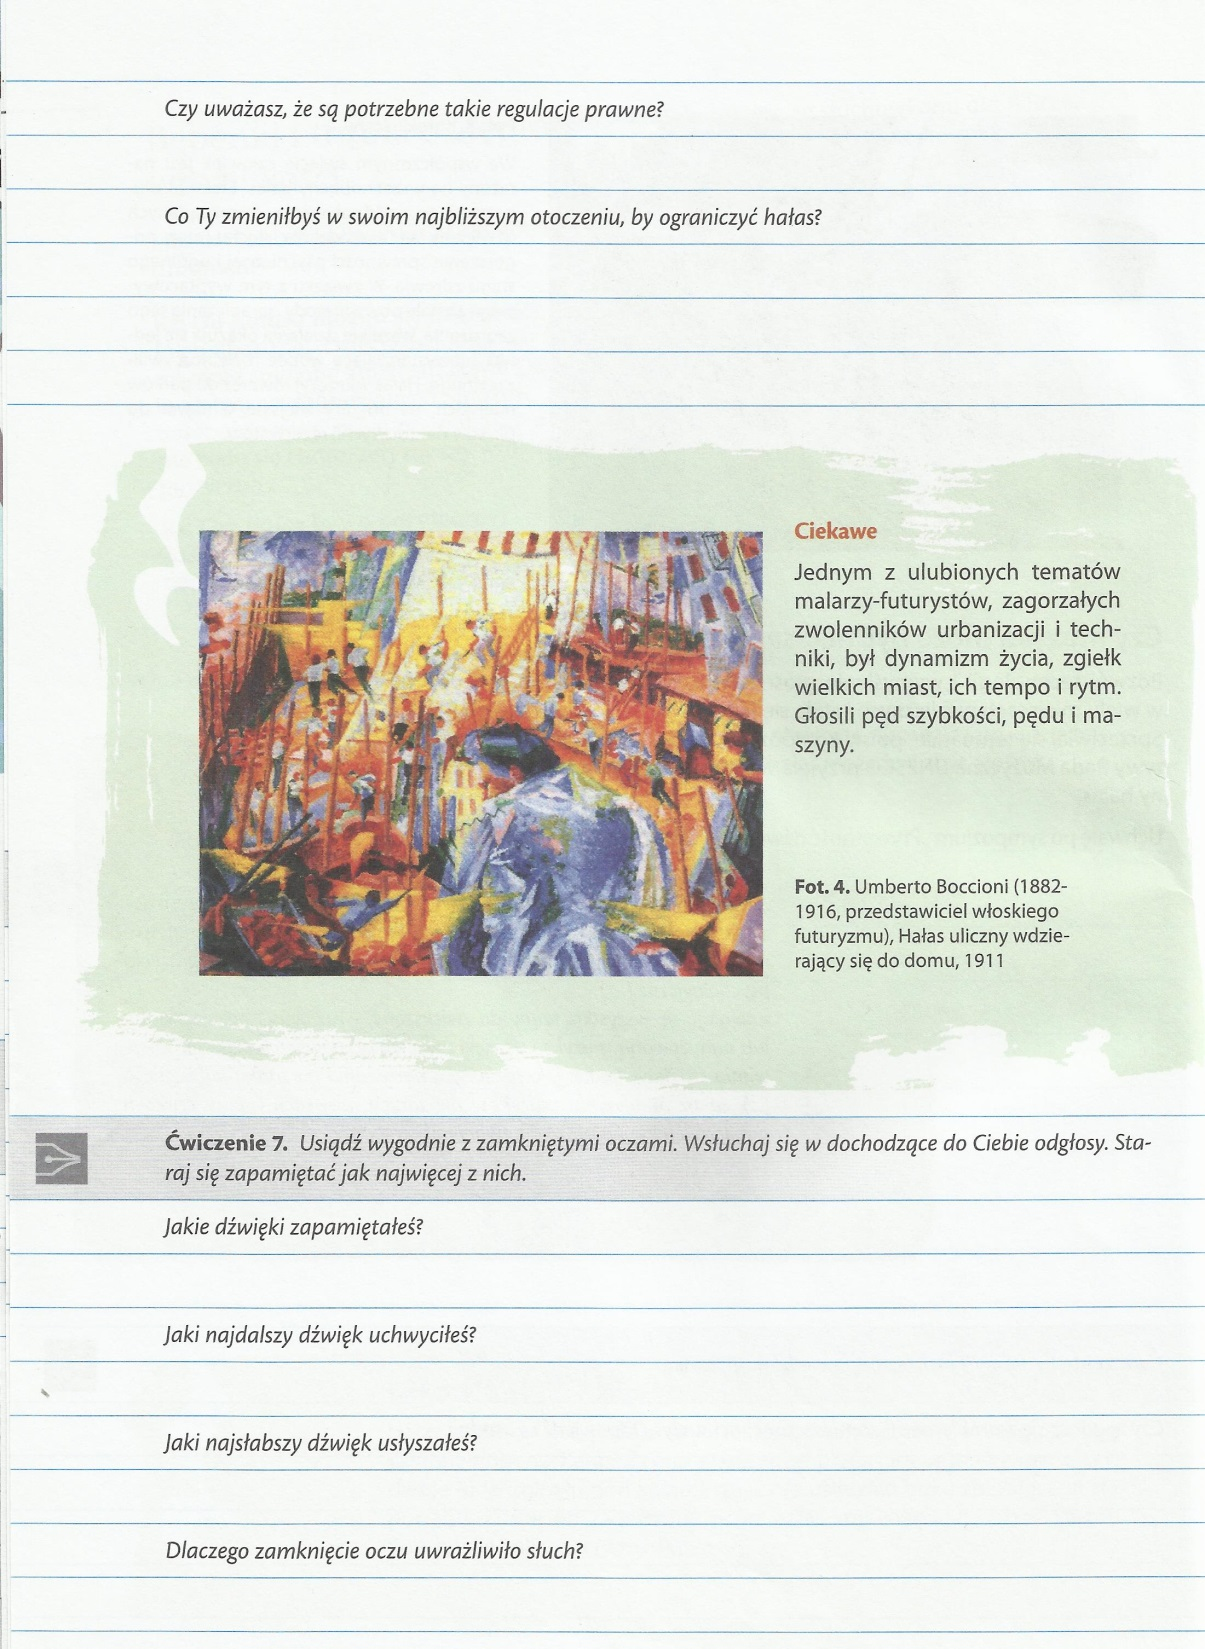 Czy uważasz, że są potrzebne takie regulacje prawne?
Co Ty zmieniłbyś w swoim najbliższym otoczeniu, by ograniczyć hałas?
Ciekawe
Jednym z ulubionych tematów
malarzy-futurystów, zagorzałych
zwolenników urbanizacji i tech-
niki, był dynamizm życia, zgiełk
wielkich miast, ich tempo i rytm.
Głosili pęd szybkości, pędu i ma-
szyny.
Fot. 4. Umberto Boccioni (1882-
1916, przedstawiciel włoskiego
futuryzmu), Hałas uliczny wdzie-
rający się do domu, 1911
Ćwiczenie 7. Usiądź wygodnie z zamkniętymi oczami. Wsłuchaj się w dochodzące do Ciebie odgłosy. Sta-
raj się zapamiętać jak najwięcej z nich.
Jakie dźwięki zapamiętałeś?
Jaki najdalszy dźwięk uchwyciłeś?
Jaki najsłabszy dźwięk usłyszałeś?
Dlaczego zamknięcie oczu uwrażliwiło słuch?